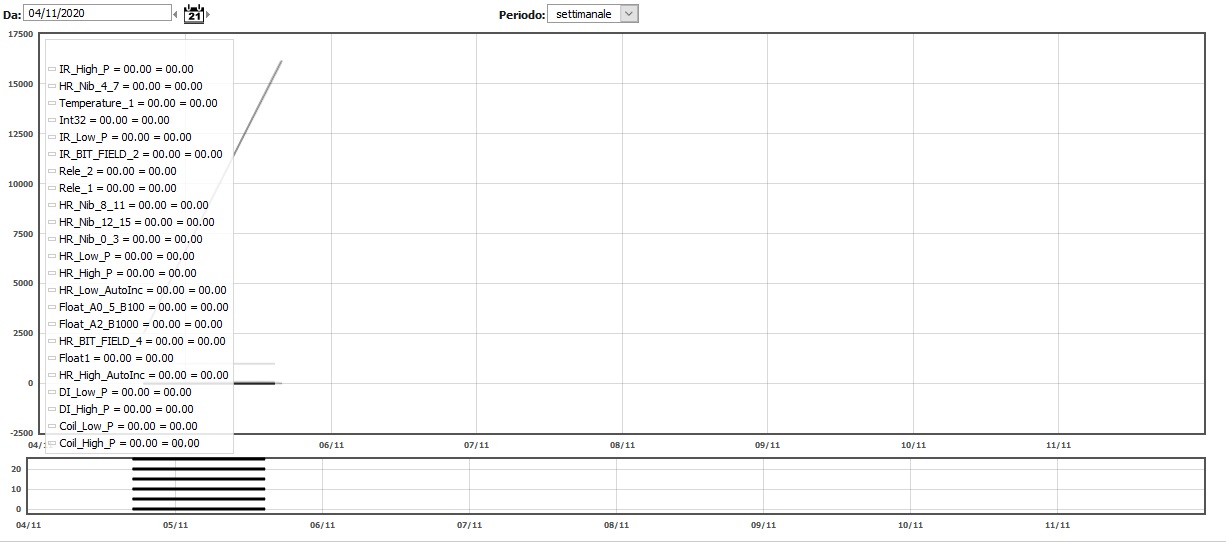 Da: 04/11/2020 21 Periodo: settimanale
17500
15000
12500
10000
7500
5000
2500
0
-2500
IR_High_P = 00.00 = 00.00
HR_Nib_4_7 = 00.00 = 00.00
Temperature_1 = 00.00 = 00.00
Int32 = 00.00 = 00.00
IR_Low_P = 00.00 = 00.00
IR_BIT_FIELD_2 = 00.00 = 00.00
Rele_2 = 00.00 = 00.00
Rele_1 = 00.00 = 00.00
HR_Nib_8_11 = 00.00 = 00.00
HR_Nib_12_15 = 00.00 = 00.00
HR_Nib_0_3 = 00.00 = 00.00
HR_Low_P = 00.00 = 00.00
HR_High_P = 00.00 = 00.00
HR_Low_AutoInc = 00.00 = 00.00
Float_A0_5_B100 = 00.00 = 00.00
Float_A2_B1000 = 00.00 = 00.00
HR_BIT_FIELD_4 = 00.00 = 00.00
Float1 = 00.00 = 00.00
HR_High_AutoInc = 00.00 = 00.00
DI_Low_P = 00.00 = 00.00
DI_High_P = 00.00 = 00.00
Coil_Low_P = 00.00 = 00.00
Coil_High_P = 00.00 = 00.00
04/1 06/11 07/11 08/11 09/11 10/11 11/11
20
10
0
04/11 05/11 06/11 07/11 08/11 09/11 10/11 11/11